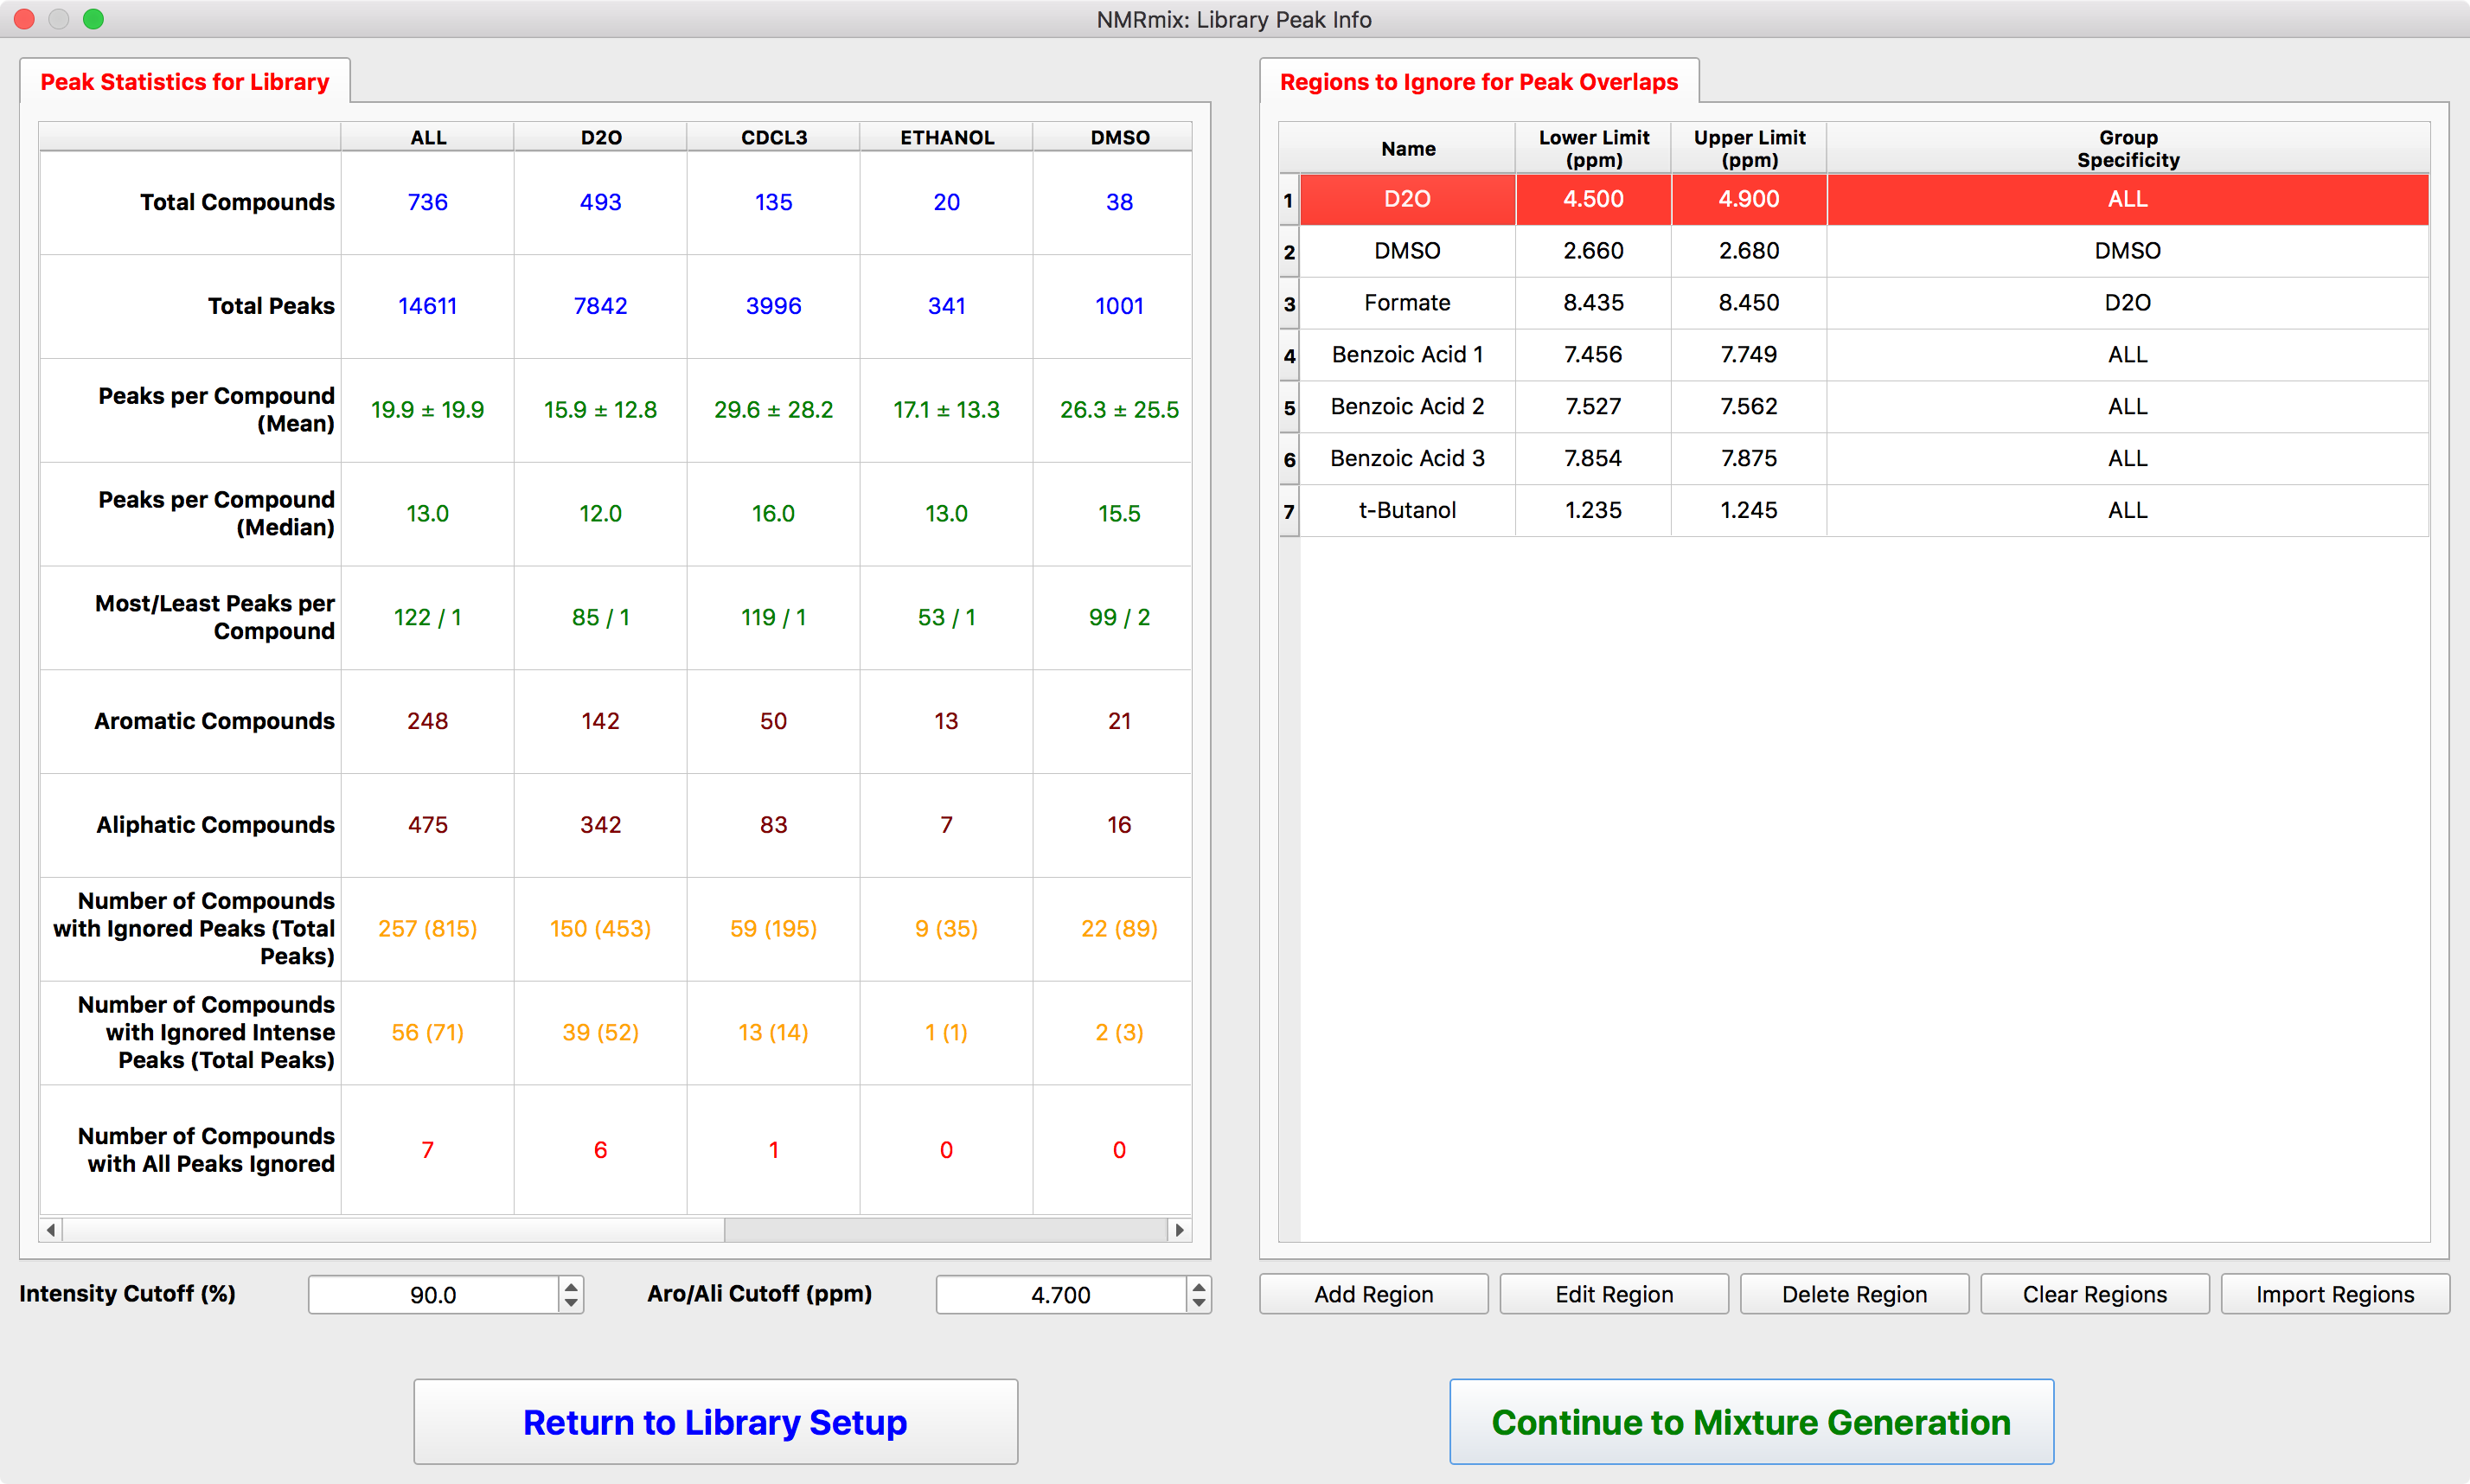 NMRmix: Library Peak Info
Peak Statistics for Library
ALL D2O CDCL3 ETHANOL DMSO
Total Compounds 736 493 135 20 38
Total Peaks 14611 7842 3996 341 1001
Peaks per Compound
(Mean) 19.9 ± 19.9 15.9 ± 12.8 29.6 ± 28.2 17.1 ± 13.3 26.3 ± 25.5
Peaks per Compound
(Median) 13.0 12.0 16.0 13.0 15.5
Most/Least Peaks per
Compound 122 / 1 85 / 1 119 / 1 53 / 1 99 / 2
Aromatic Compounds 248 142 50 13 21
Aliphatic Compounds 475 342 83 7 16
Number of Compounds
with Ignored Peaks (Total 257 (815) 150 (453) 59 (195) 9 (35) 22 (89)
Peaks)
Number of Compounds
with Ignored Intense 56 (71) 39 (52) 13 (14) 1 (1) 2 (3)
Peaks (Total Peaks)
Number of Compounds
with All Peaks Ignored 7 6 1 0 0
Intensity Cutoff (%) 90.0 Aro/Ali Cutoff (ppm) 4.700
Return to Library Setup
Regions to Ignore for Peak Overlaps
Name Lower Limit Upper Limit Group
(ppm) (ppm) Specificity
1 D2O 4.500 4.900 ALL
2 DMSO 2.660 2.680 DMSO
3 Formate 8.435 8.450 D2O
4 Benzoic Acid 1 7.456 7.749 ALL
5 Benzoic Acid 2 7.527 7.562 ALL
6 Benzoic Acid 3 7.854 7.875 ALL
7 t-Butanol 1.235 1.245 ALL
Add Region Edit Region Delete Region Clear Regions Import Regions
Continue to Mixture Generation